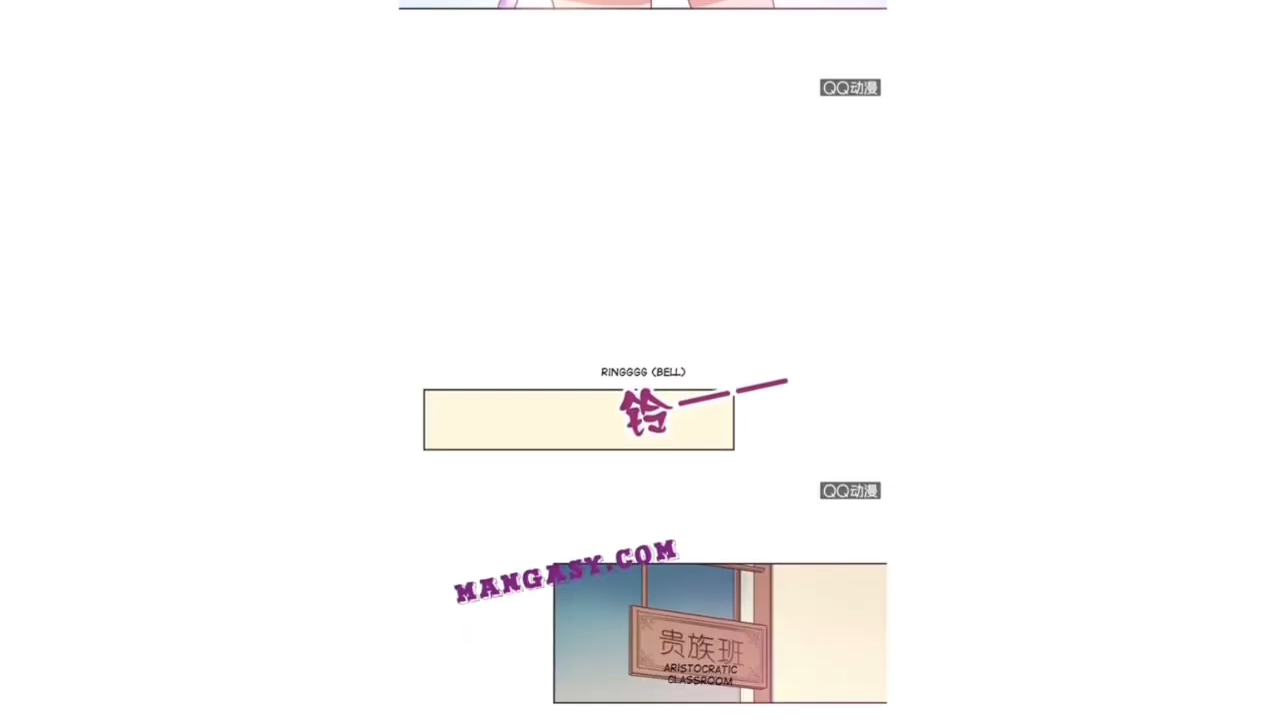 QQ动漫
RINGGGG (BELL)
铃——
QQ动漫
MANGASY.COM
贵族班
ARISTOCRATIC
CLASSROOM